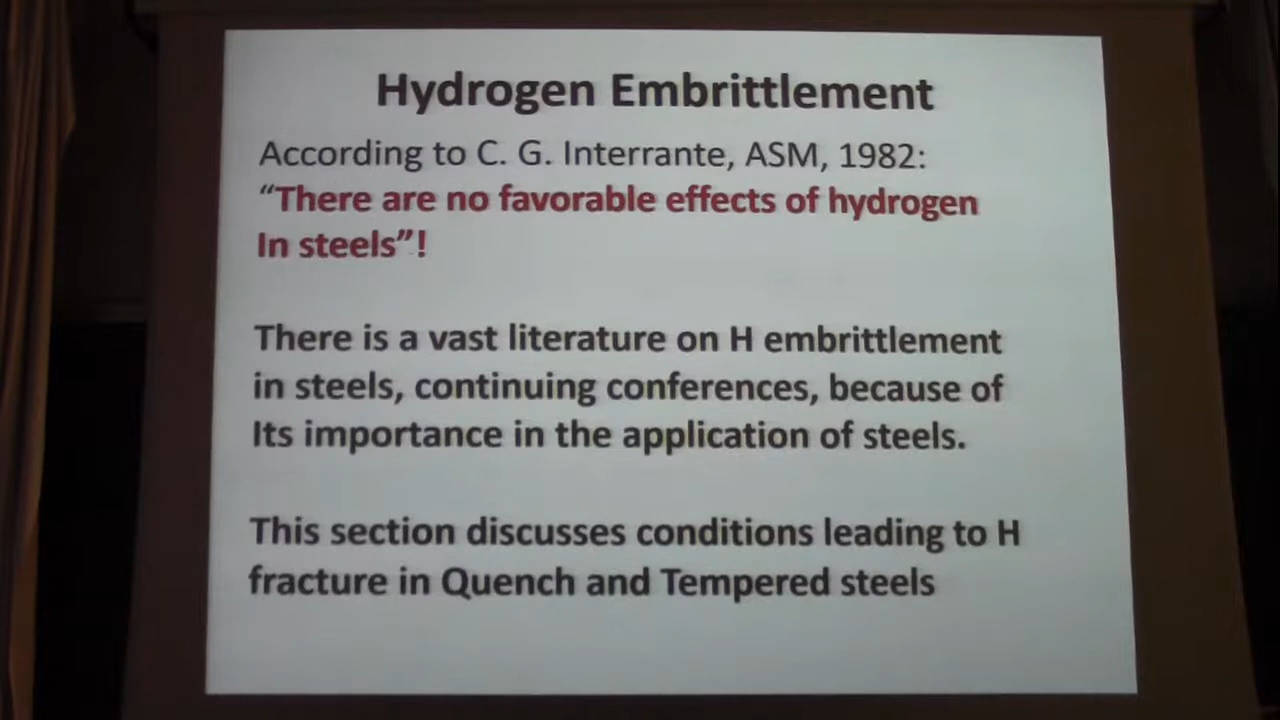 Hydrogen Embrittlement
According to C. G. Interrante, ASM, 1982:
“There are no favorable effects of hydrogen
In steels”!
There is a vast literature on H embrittlement
in steels, continuing conferences, because of
Its importance in the application of steels.
This section discusses conditions leading to H
fracture in Quench and Tempered steels